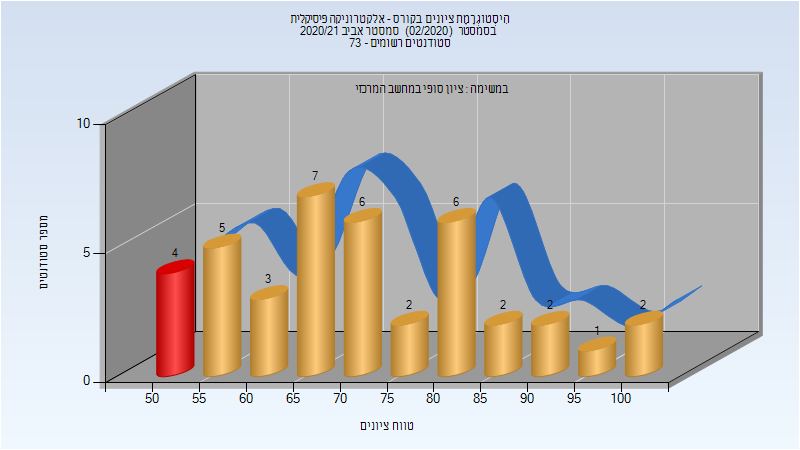 היסטוגרמת ציונים בקורס - אלקטרוניקה פיסיקלית
בסמסטר (02/2020) סמסטר אביב 2020/21
סטודנטים רשומים - 73
במשימה : ציון סופי במחשב המרכזי
מספר סטודנטים
10
5
0
4
5
3
7
6
2
6
2
2
1
2
50 55 60 65 70 75 80 85 90 95 100
טווח ציונים